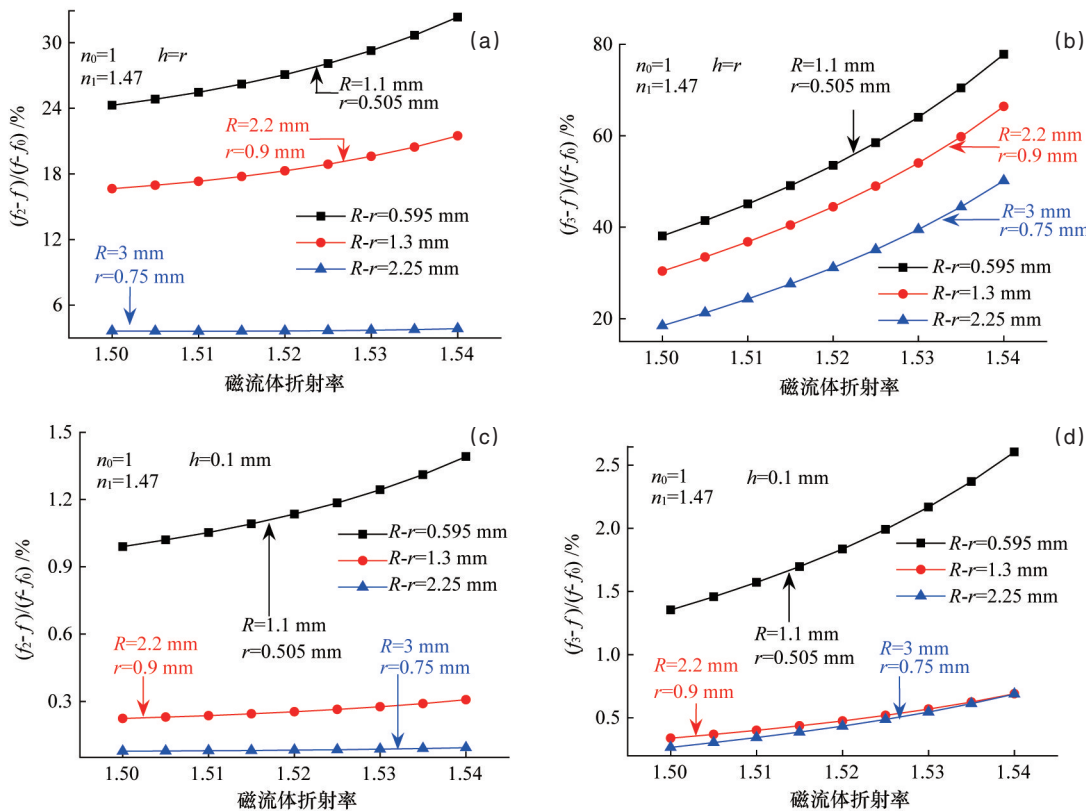 (a)
n₀=1 h=r
n₁=1.47
R=1.1 mm
r=0.505 mm
R=2.2 mm
r=0.9 mm
R-r=0.595 mm
R-r=1.3 mm
R-r=2.25 mm
R=3 mm
r=0.75 mm
30
24
18
12
6
(f₂-f)/(f-f₀) /%
1.50 1.51 1.52 1.53 1.54
磁流体折射率
(b)
n₀=1 h=r
n₁=1.47
R=1.1 mm
r=0.505 mm
R=2.2 mm
r=0.9 mm
R=3 mm
r=0.75 mm
R-r=0.595 mm
R-r=1.3 mm
R-r=2.25 mm
80
60
40
20
(f₃-f)/(f-f₀) /%
1.50 1.51 1.52 1.53 1.54
磁流体折射率
(c)
n₀=1 h=0.1 mm
n₁=1.47
R-r=0.595 mm
R-r=1.3 mm
R-r=2.25 mm
R=1.1 mm
r=0.505 mm
R=2.2 mm
r=0.9 mm
R=3 mm
r=0.75 mm
1.5
1.2
0.9
0.6
0.3
(f₂-f)/(f-f₀) /%
1.50 1.51 1.52 1.53 1.54
磁流体折射率
(d)
n₀=1 h=0.1 mm
n₁=1.47
R-r=0.595 mm
R-r=1.3 mm
R-r=2.25 mm
R=1.1 mm
r=0.505 mm
R=2.2 mm
r=0.9 mm
R=3 mm
r=0.75 mm
2.5
2.0
1.5
1.0
0.5
(f₃-f)/(f-f₀) /%
1.50 1.51 1.52 1.53 1.54
磁流体折射率